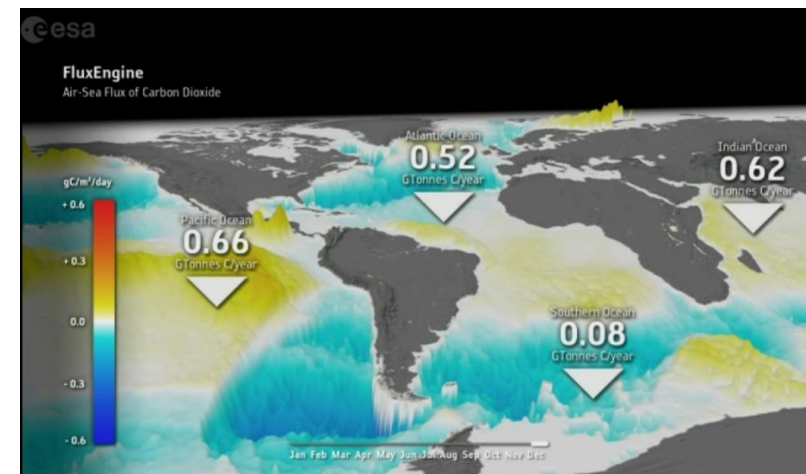 esa
FluxEngine
Air-Sea Flux of Carbon Dioxide
Atlantic Ocean
0.52
GTonnes C/year
Indian Ocean
0.62
GTonnes C/year
Pacific Ocean
0.66
GTonnes C/year
Southern Ocean
0.08
GTonnes C/year
gC/m²/day
+ 0.6
+ 0.3
0.0
- 0.3
- 0.6
Jan Feb Mar Apr May Jun Jul Aug Sep Oct Nov Dec